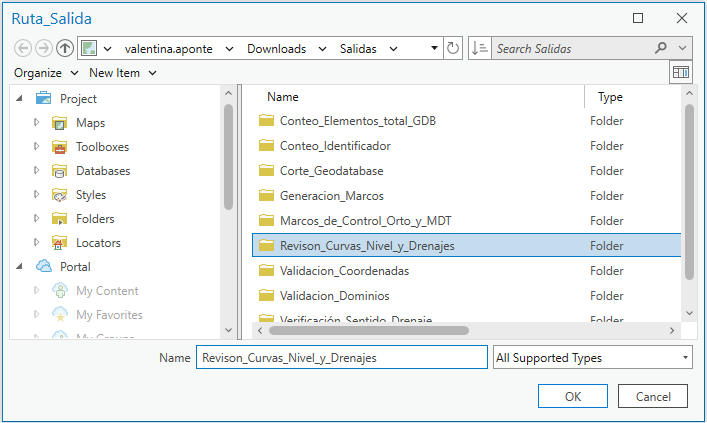 Ruta_Salida
valentina.aponte Downloads Salidas Search Salidas
Organize New Item
Project
Maps
Toolboxes
Databases
Styles
Folders
Locators
Portal
My Content
My Favorites
My Groups
Name Type
Conteo_Elementos_total_GDB Folder
Conteo_Identificador Folder
Corte_Geodatabase Folder
Generacion_Marcos Folder
Marcos_de_Control_Orto_y_MDT Folder
Revison_Curvas_Nivel_y_Drenajes Folder
Validacion_Coordenadas Folder
Validacion_Dominios Folder
Verificación_Sentido_Drenaje Folder
Name Revison_Curvas_Nivel_y_Drenajes All Supported Types
OK Cancel